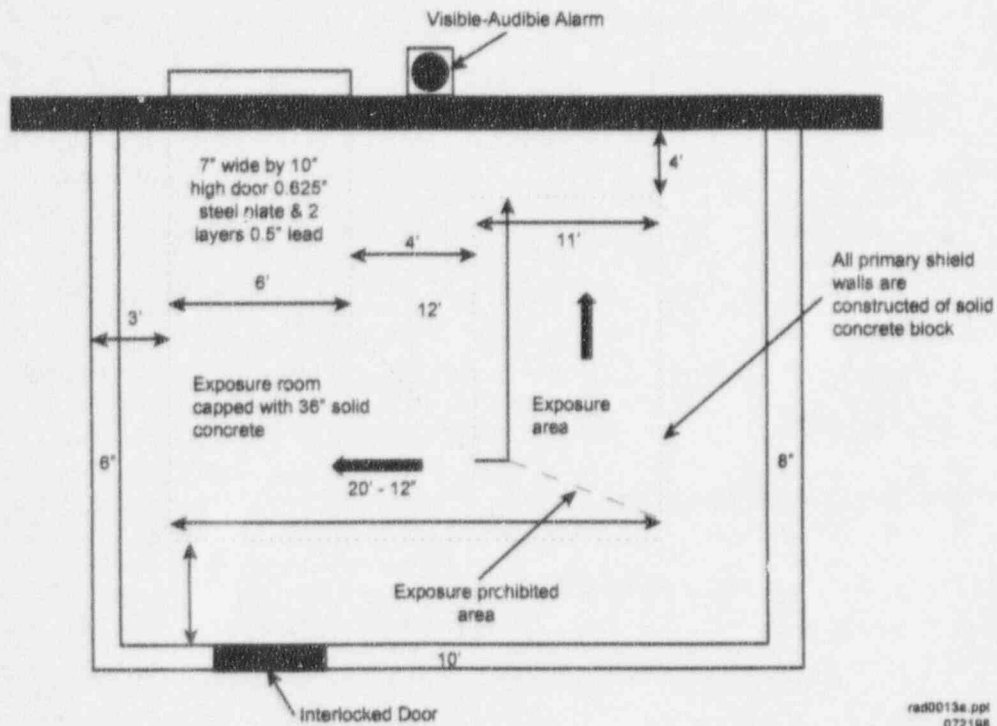 Visible-Audible Alarm
7" wide by 10"
high door 0.625"
steel plate & 2
layers 0.5" lead
4'
4'
11'
6'
12'
3'
All primary shield
walls are
constructed of solid
concrete block
Exposure room
capped with 36" solid
concrete
Exposure
area
6"
8"
20' - 12"
Exposure prohibited
area
10'
Interlocked Door
rad0013a.ppt
072198